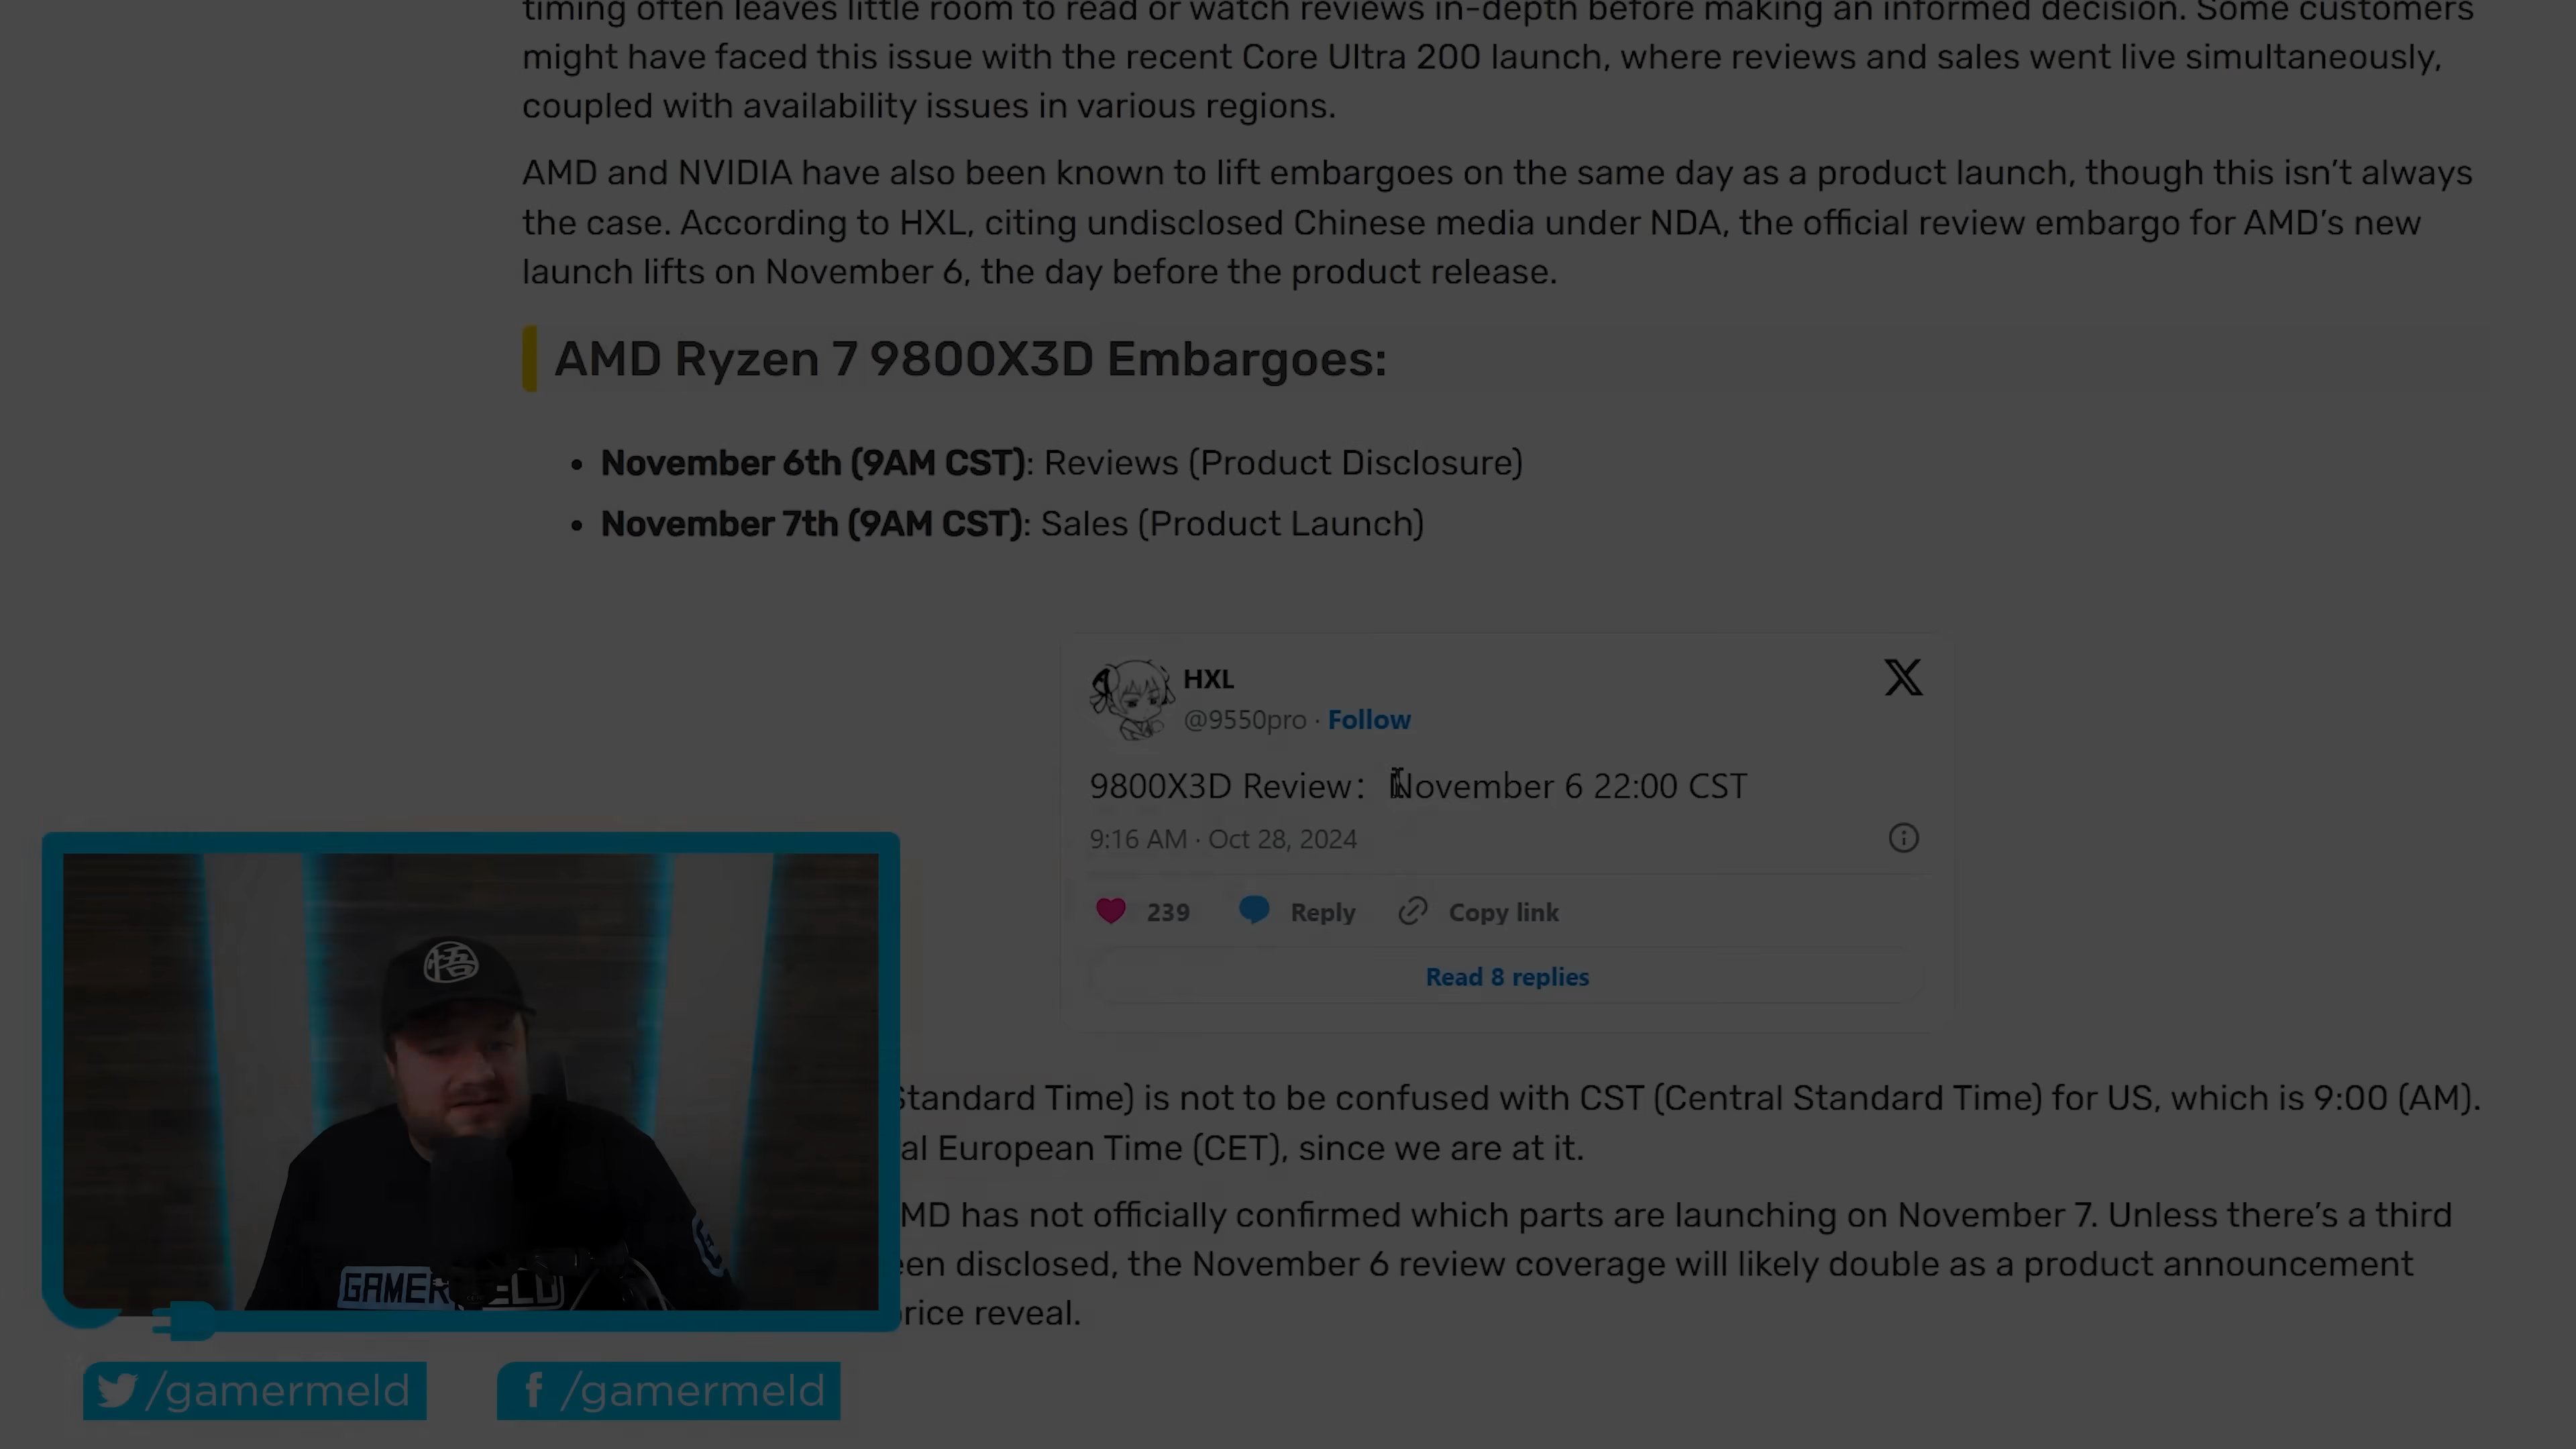 timing often leaves little room to read or watch reviews in-depth before making an informed decision. Some customers
might have faced this issue with the recent Core Ultra 200 launch, where reviews and sales went live simultaneously,
coupled with availability issues in various regions.
AMD and NVIDIA have also been known to lift embargoes on the same day as a product launch, though this isn’t always
the case. According to HXL, citing undisclosed Chinese media under NDA, the official review embargo for AMD’s new
launch lifts on November 6, the day before the product release.
AMD Ryzen 7 9800X3D Embargoes:
• November 6th (9AM CST): Reviews (Product Disclosure)
• November 7th (9AM CST): Sales (Product Launch)
HXL
@9550pro · Follow
9800X3D Review： November 6 22:00 CST
9:16 AM · Oct 28, 2024
239 Reply Copy link
Read 8 replies
Standard Time) is not to be confused with CST (Central Standard Time) for US, which is 9:00 (AM).
al European Time (CET), since we are at it.
MD has not officially confirmed which parts are launching on November 7. Unless there’s a third
een disclosed, the November 6 review coverage will likely double as a product announcement
price reveal.
悟
/gamermeld
/gamermeld